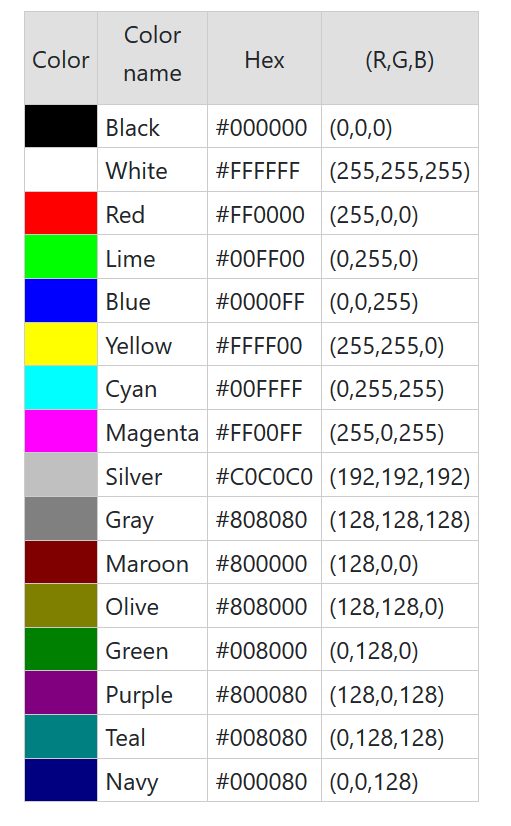 Color Color name Hex (R,G,B)
Black #000000 (0,0,0)
White #FFFFFF (255,255,255)
Red #FF0000 (255,0,0)
Lime #00FF00 (0,255,0)
Blue #0000FF (0,0,255)
Yellow #FFFF00 (255,255,0)
Cyan #00FFFF (0,255,255)
Magenta #FF00FF (255,0,255)
Silver #C0C0C0 (192,192,192)
Gray #808080 (128,128,128)
Maroon #800000 (128,0,0)
Olive #808000 (128,128,0)
Green #008000 (0,128,0)
Purple #800080 (128,0,128)
Teal #008080 (0,128,128)
Navy #000080 (0,0,128)